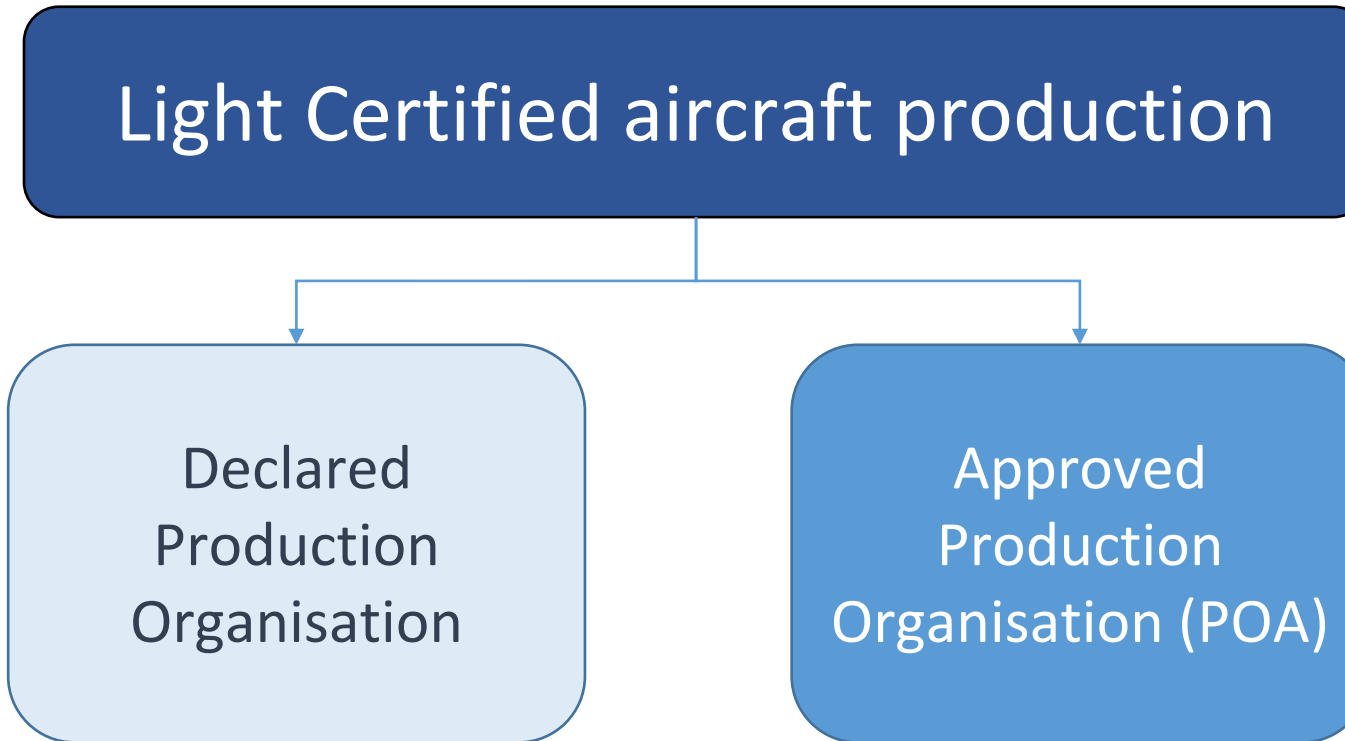 Light Certified aircraft production
Declared
Production
Organisation
Approved
Production
Organisation (POA)